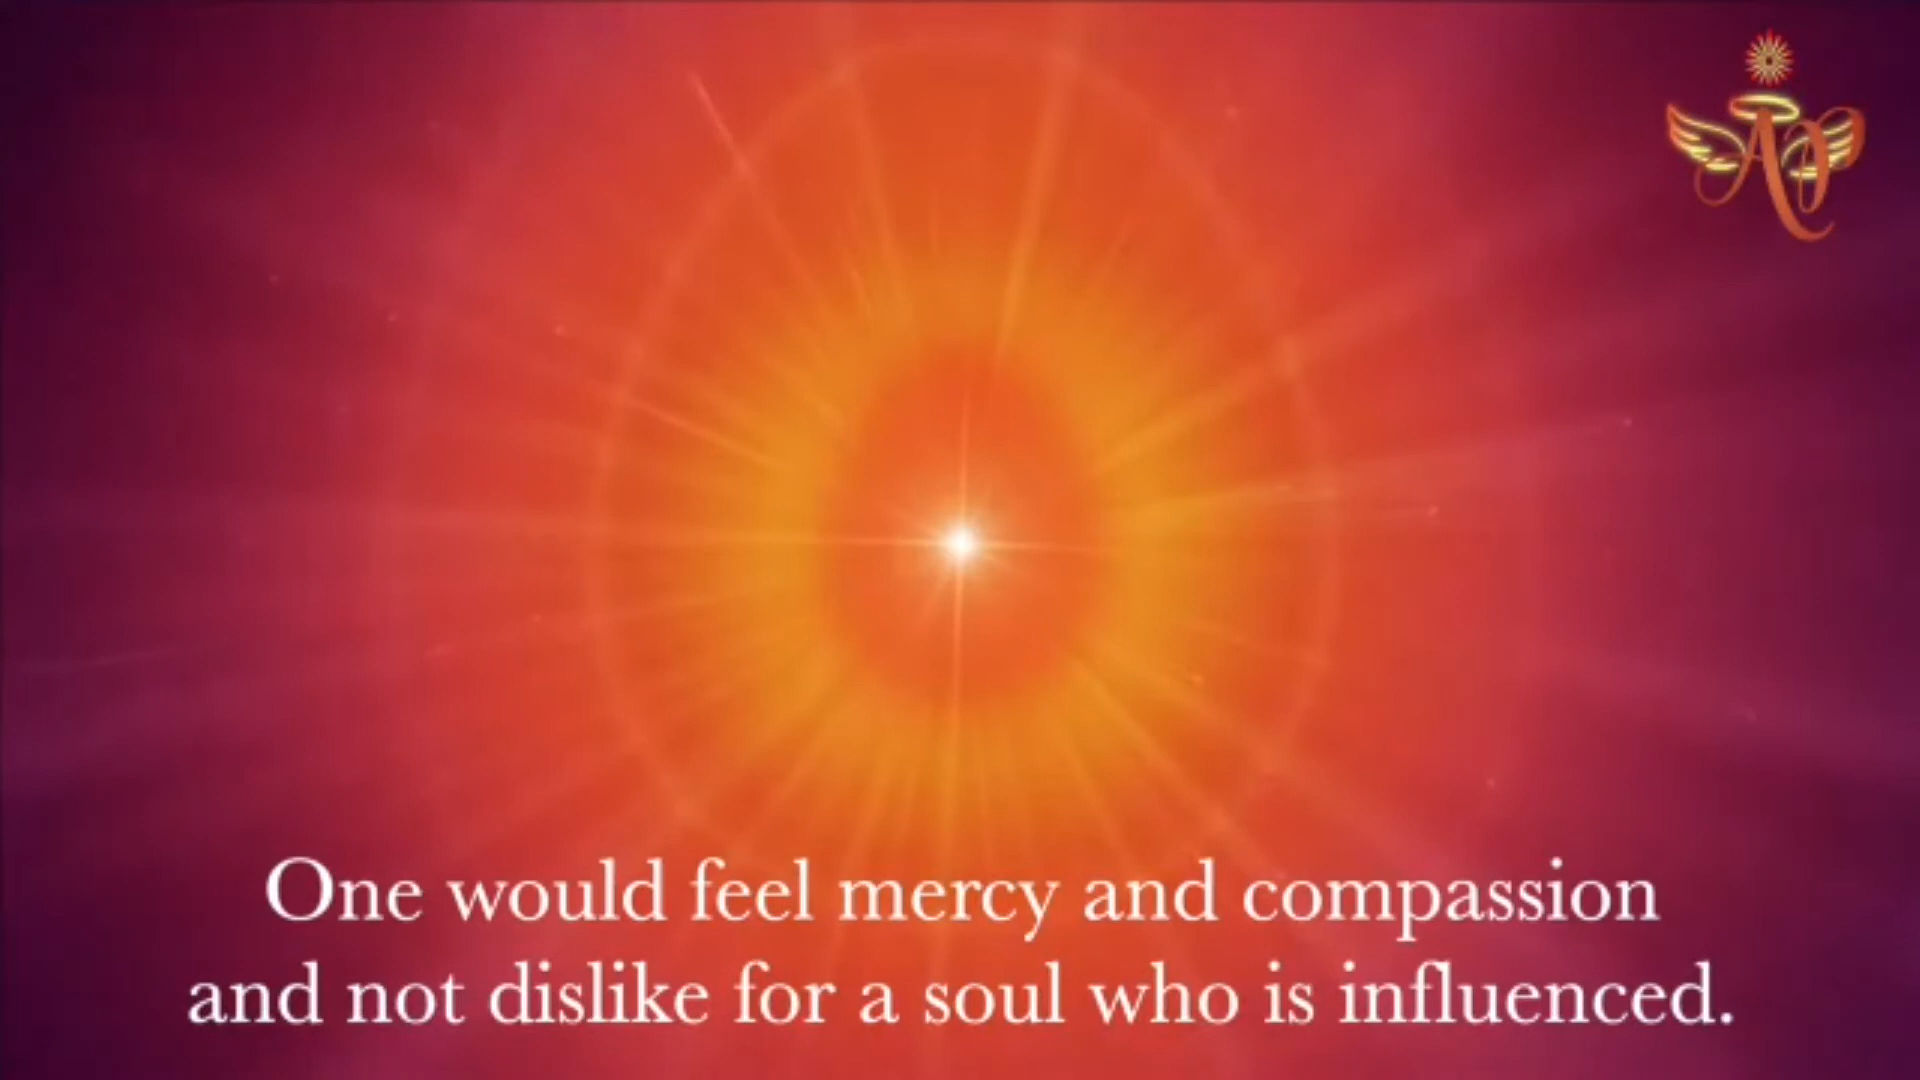 One would feel mercy and compassion
and not dislike for a soul who is influenced.